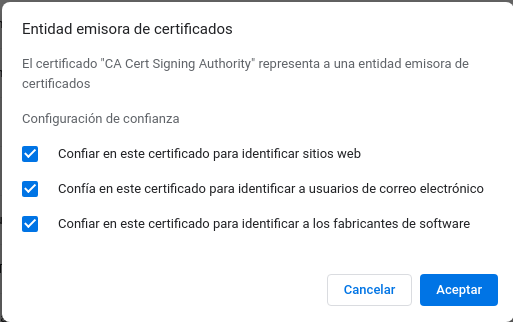 Entidad emisora de certificados
El certificado "CA Cert Signing Authority" representa a una entidad emisora de
certificados
Configuración de confianza
Confiar en este certificado para identificar sitios web
Confía en este certificado para identificar a usuarios de correo electrónico
Confiar en este certificado para identificar a los fabricantes de software
Cancelar
Aceptar